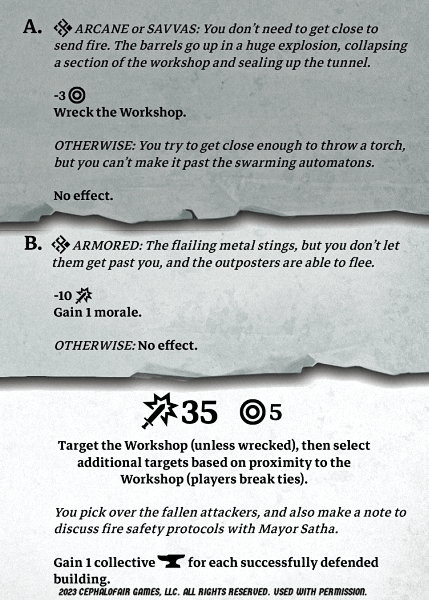 A. ARCANE or SAVVAS: You don't need to get close to
send fire. The barrels go up in a huge explosion, collapsing
a section of the workshop and sealing up the tunnel.
-3
Wreck the Workshop.
OTHERWISE: You try to get close enough to throw a torch,
but you can't make it past the swarming automatons.
No effect.
B. ARMORED: The flailing metal stings, but you don't let
them get past you, and the outposters are able to flee.
-10
Gain 1 morale.
OTHERWISE: No effect.
35 5
Target the Workshop (unless wrecked), then select
additional targets based on proximity to the
Workshop (players break ties).
You pick over the fallen attackers, and also make a note to
discuss fire safety protocols with Mayor Satha.
Gain 1 collective for each successfully defended
building.
2023 CEPHALOFAIR GAMES, LLC. ALL RIGHTS RESERVED. USED WITH PERMISSION.